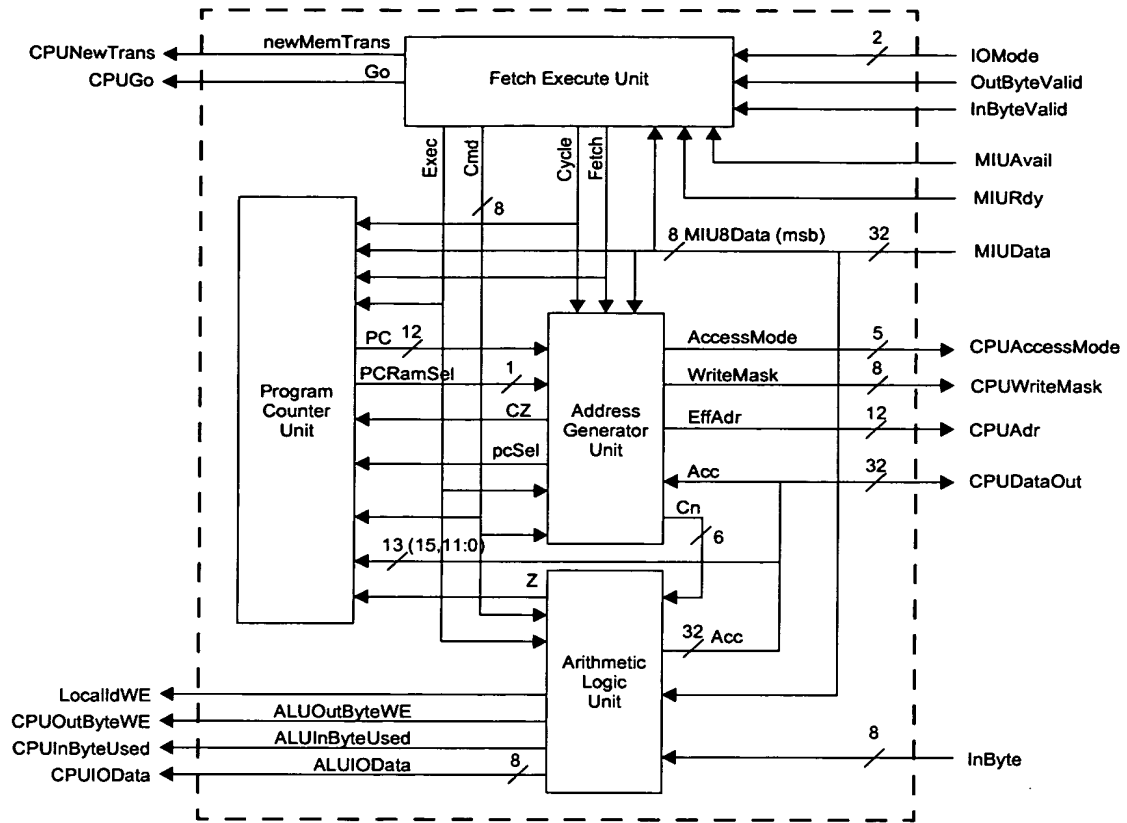 newMemTrans
CPUNewTrans
Go
CPUGo
Fetch Execute Unit
2
IOMode
OutByteValid
InByteValid
MIUAvail
MIURdy
Exec
Cmd
Cycle
Fetch
8
8 MIU8Data (msb)
32
MIUData
PC 12
PCRamSel
1
CZ
pcSel
Program
Counter
Unit
Address
Generator
Unit
AccessMode
5
CPUAccessMode
WriteMask
8
CPUWriteMask
EffAdr
12
CPUAdr
Acc
32
CPUDataOut
Cn
6
13 (15,11:0)
Z
32 Acc
Arithmetic
Logic
Unit
LocalIdWE
ALUOutByteWE
CPUOutByteWE
ALUInByteUsed
CPUInByteUsed
ALUIOData
8
CPUIOData
8
InByte